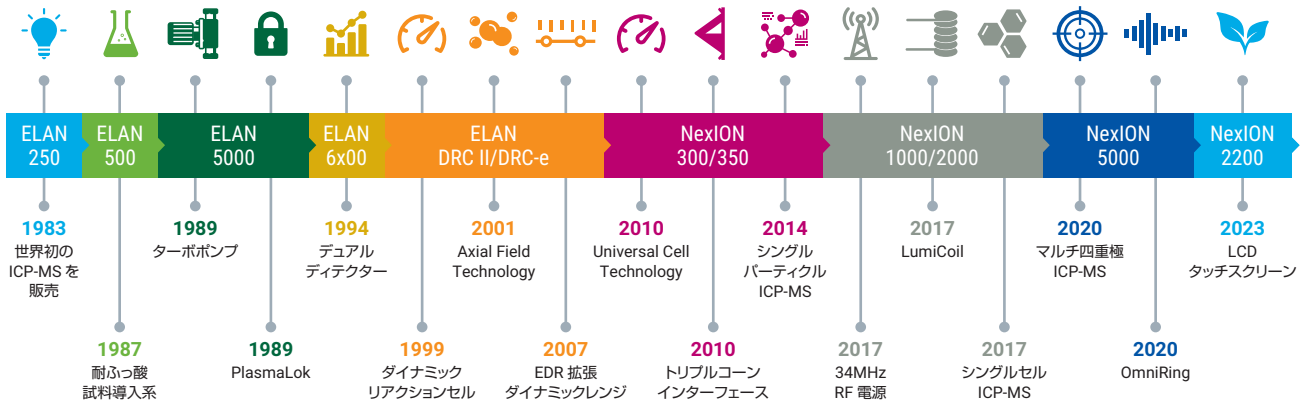 ELAN
250
ELAN
500
ELAN
5000
ELAN
6x00
ELAN
DRC II/DRC-e
NexION
300/350
NexION
1000/2000
NexION
5000
NexION
2200
1983
世界初の
ICP-MS を
販売
1989
ターボポンプ
1994
デュアル
ディテクター
2001
Axial Field
Technology
2010
Universal Cell
Technology
2014
シングル
パーティクル
ICP-MS
2017
LumiCoil
2020
マルチ四重極
ICP-MS
2023
LCD
タッチスクリーン
1987
耐ふっ酸
試料導入系
1989
PlasmaLok
1999
ダイナミック
リアクションセル
2007
EDR 拡張
ダイナミックレンジ
2010
トリプルコーン
インターフェース
2017
34MHz
RF 電源
2017
シングルセル
ICP-MS
2020
OmniRing